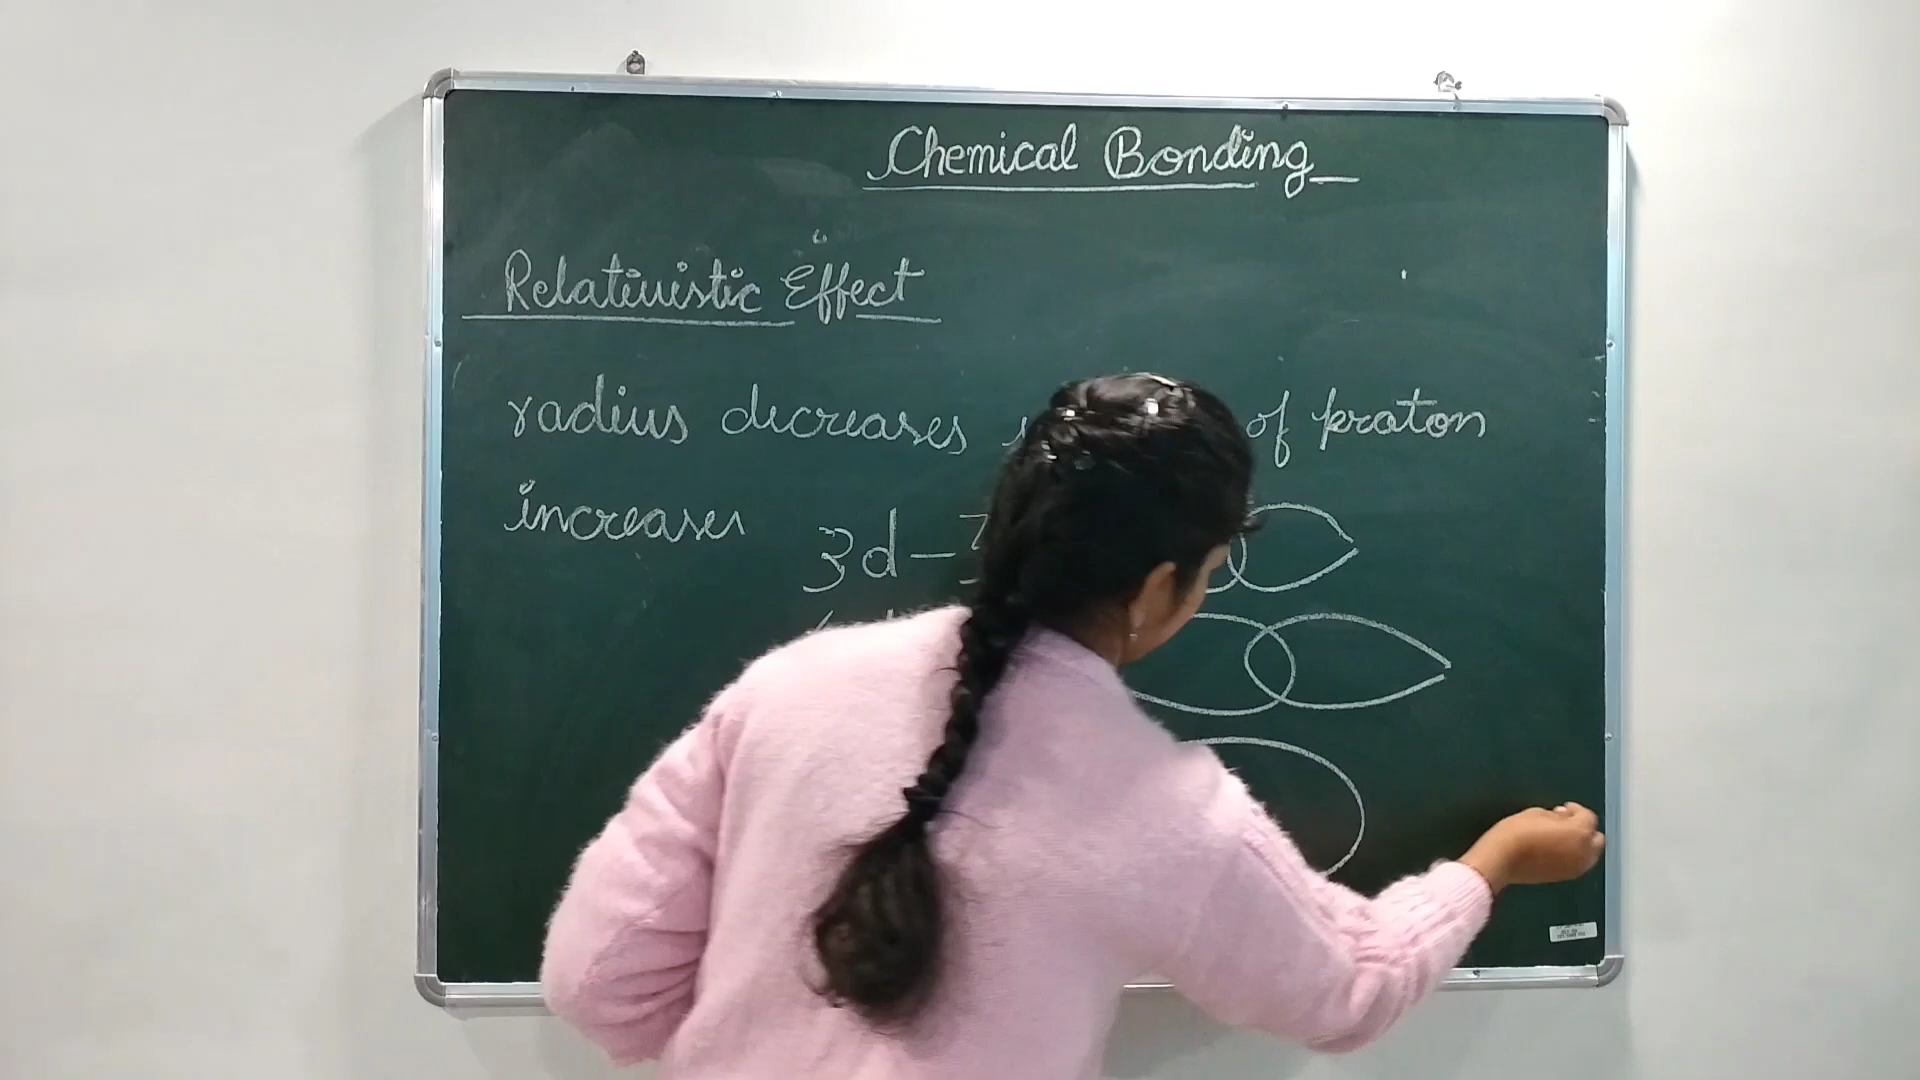 Chemical Bonding
Relativistic Effect
radius decreases of proton
increases 3d-